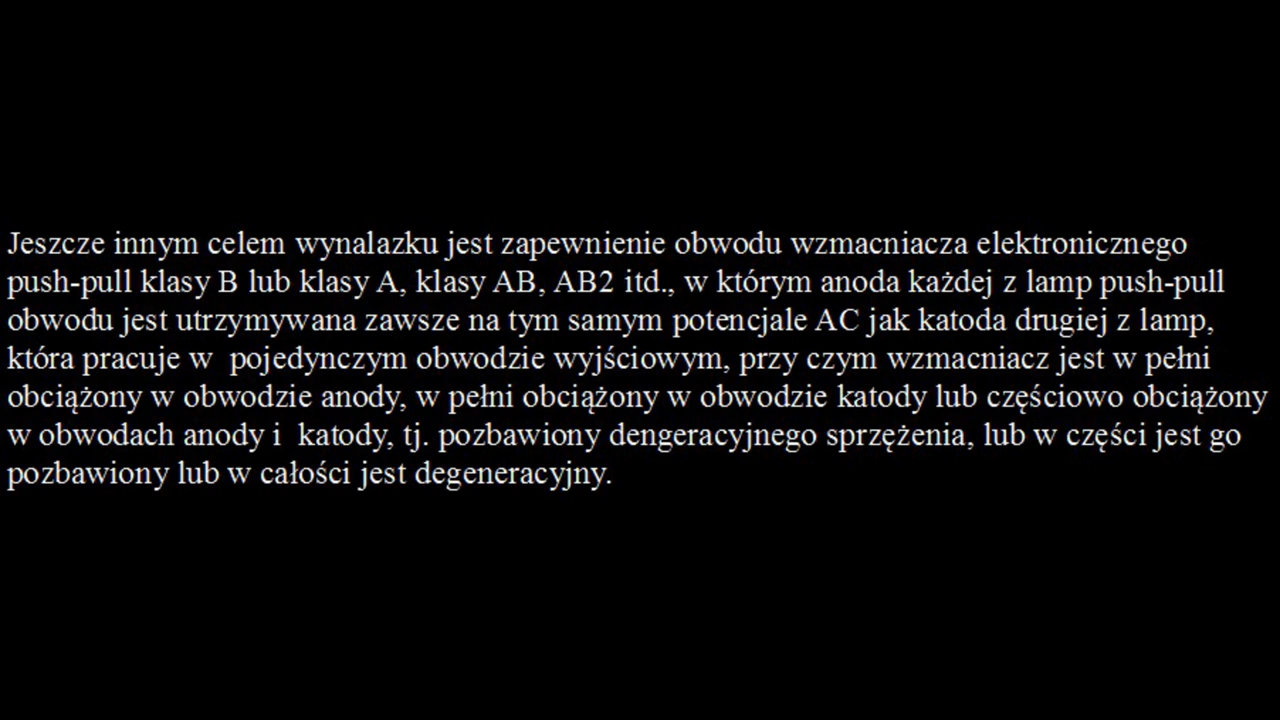 Jeszcze innym celem wynalazku jest zapewnienie obwodu wzmacniacza elektronicznego
push-pull klasy B lub klasy A, klasy AB, AB2 itd., w którym anoda każdej z lamp push-pull
obwodu jest utrzymywana zawsze na tym samym potencjale AC jak katoda drugiej z lamp,
która pracuje w  pojedynczym obwodzie wyjściowym, przy czym wzmacniacz jest w pełni
obciążony w obwodzie anody, w pełni obciążony w obwodzie katody lub częściowo obciążony
w obwodach anody i  katody, tj. pozbawiony dengeracyjnego sprzężenia, lub w części jest go
pozbawiony lub w całości jest degeneracyjny.